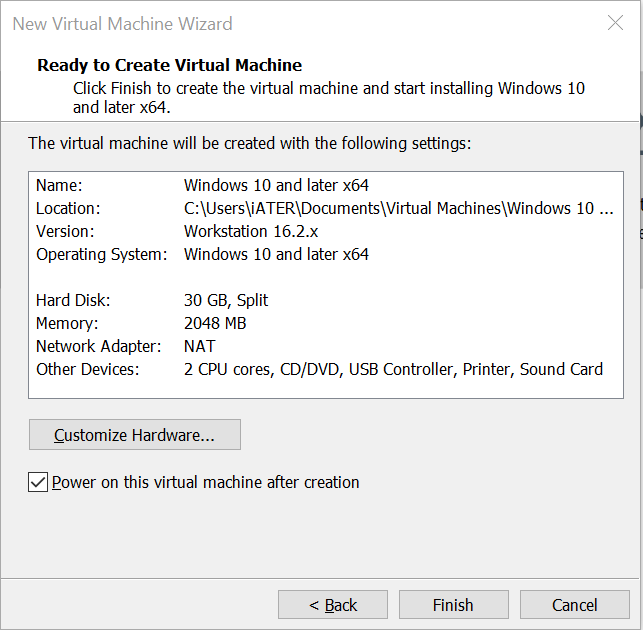 New Virtual Machine Wizard
Ready to Create Virtual Machine
Click Finish to create the virtual machine and start installing Windows 10
and later x64.
The virtual machine will be created with the following settings:
Name: Windows 10 and later x64
Location: C:\Users\iATER\Documents\Virtual Machines\Windows 10 ...
Version: Workstation 16.2.x
Operating System: Windows 10 and later x64
Hard Disk: 30 GB, Split
Memory: 2048 MB
Network Adapter: NAT
Other Devices: 2 CPU cores, CD/DVD, USB Controller, Printer, Sound Card
Customize Hardware...
Power on this virtual machine after creation
< Back Finish Cancel